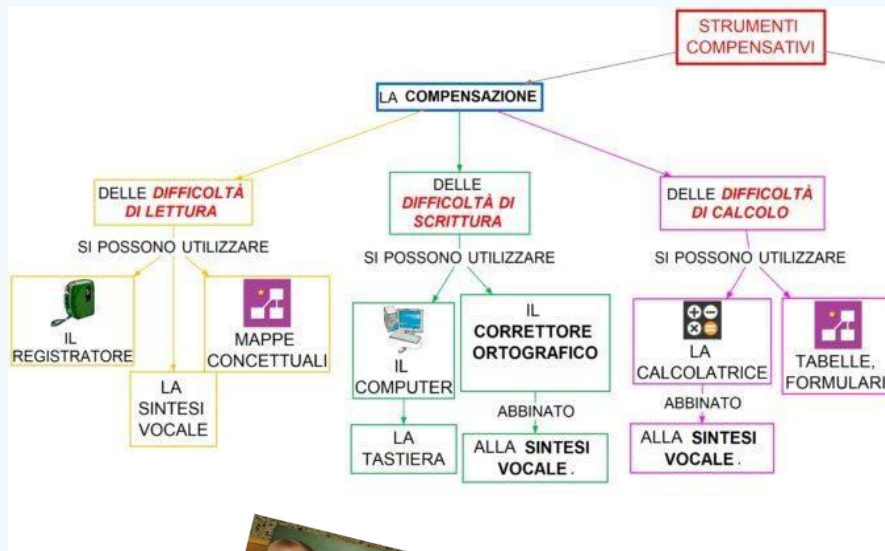 STRUMENTI
COMPENSATIVI
LA COMPENSAZIONE
DELLE DIFFICOLTÀ
DI LETTURA
SI POSSONO UTILIZZARE
IL
REGISTRATORE
LA
SINTESI
VOCALE
MAPPE
CONCETTUALI
DELLE
DIFFICOLTÀ DI
SCRITTURA
SI POSSONO UTILIZZARE
IL
COMPUTER
LA
TASTIERA
IL
CORRETTORE
ORTOGRAFICO
ABBINATO
ALLA SINTESI
VOCALE.
DELLE DIFFICOLTÀ
DI CALCOLO
SI POSSONO UTILIZZARE
LA
CALCOLATRICE
ABBINATO
ALLA SINTESI
VOCALE.
TABELLE,
FORMULARI